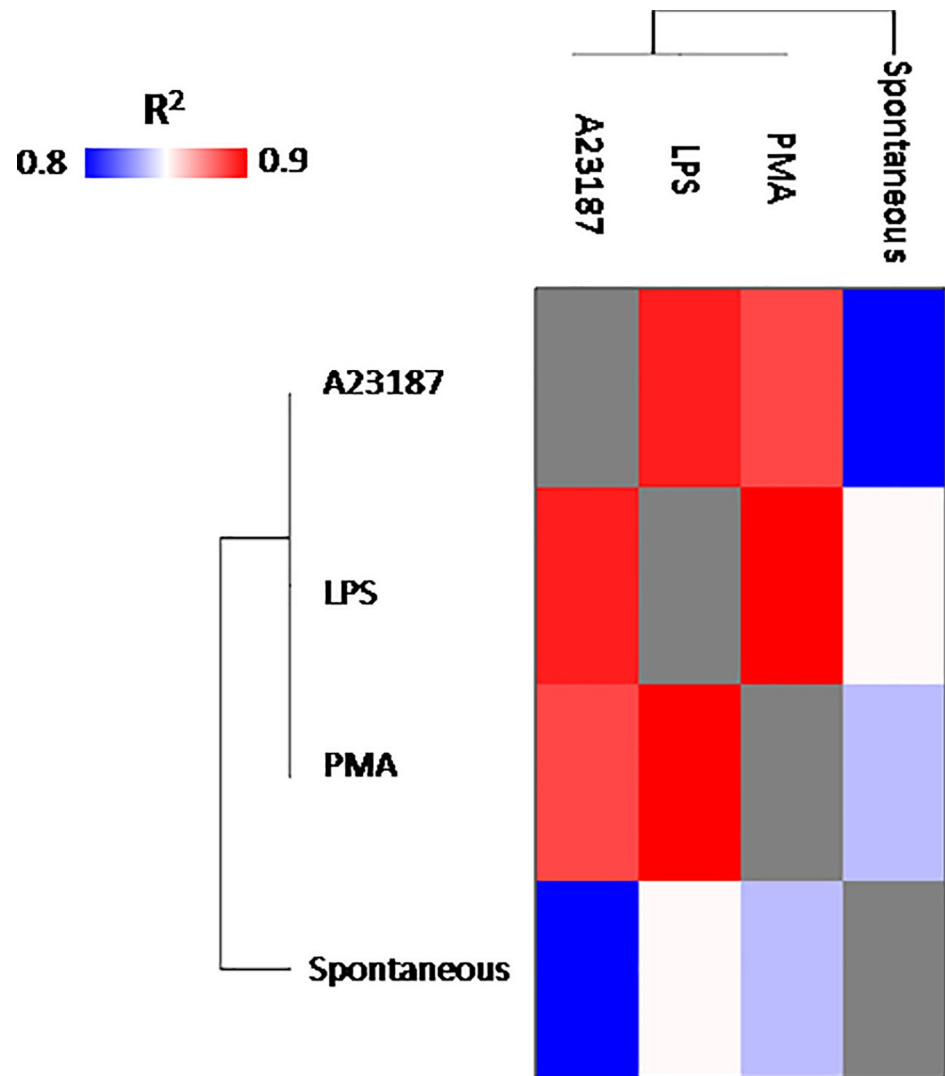 R²
0.8 0.9
A23187
LPS
PMA
Spontaneous
A23187
LPS
PMA
Spontaneous